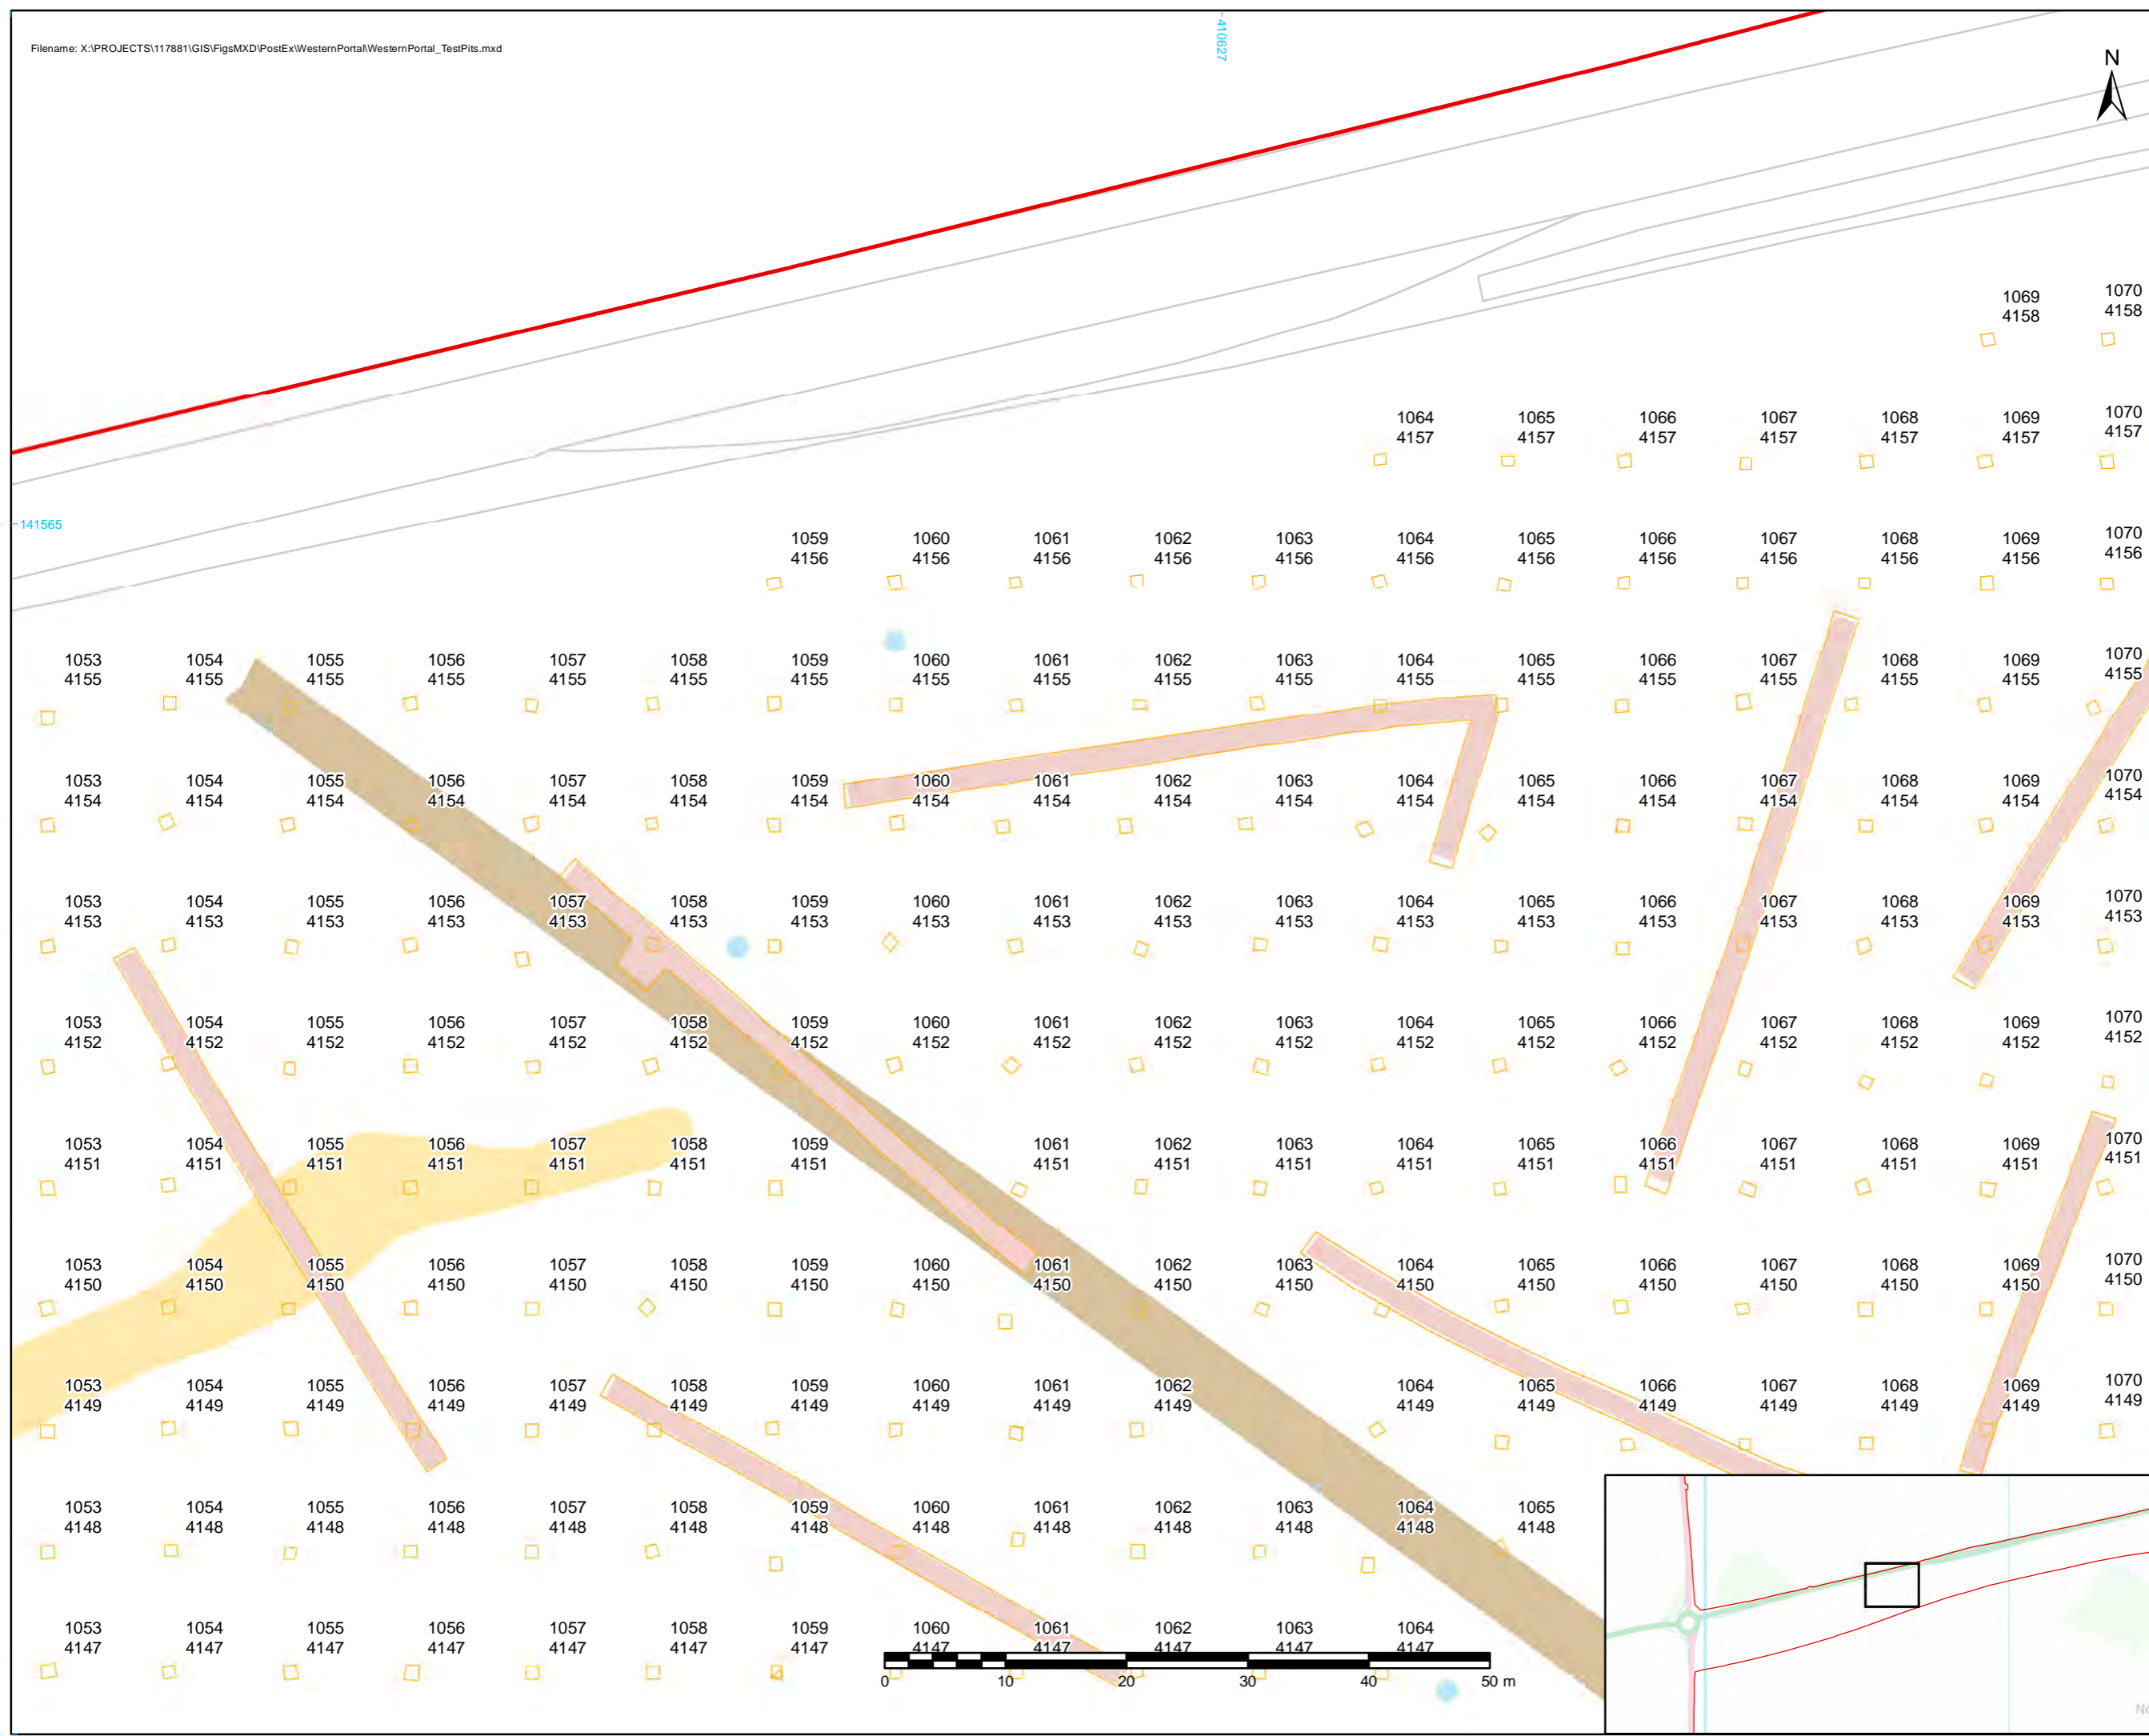 Filename: X:\PROJECTS\117881\GIS\FigsMXD\PostEx\WesternPortal\WesternPortal_TestPits.mxd
410627
N
1069 1070
4158 4158
1064 1065 1066 1067 1068 1069 1070
4157 4157 4157 4157 4157 4157 4157
141565
1059 1060 1061 1062 1063 1064 1065 1066 1067 1068 1069 1070
4156 4156 4156 4156 4156 4156 4156 4156 4156 4156 4156 4156
1053 1054 1055 1056 1057 1058 1059 1060 1061 1062 1063 1064 1065 1066 1067 1068 1069 1070
4155 4155 4155 4155 4155 4155 4155 4155 4155 4155 4155 4155 4155 4155 4155 4155 4155 4155
1053 1054 1055 1056 1057 1058 1059 1060 1061 1062 1063 1064 1065 1066 1067 1068 1069 1070
4154 4154 4154 4154 4154 4154 4154 4154 4154 4154 4154 4154 4154 4154 4154 4154 4154 4154
1053 1054 1055 1056 1057 1058 1059 1060 1061 1062 1063 1064 1065 1066 1067 1068 1069 1070
4153 4153 4153 4153 4153 4153 4153 4153 4153 4153 4153 4153 4153 4153 4153 4153 4153 4153
1053 1054 1055 1056 1057 1058 1059 1060 1061 1062 1063 1064 1065 1066 1067 1068 1069 1070
4152 4152 4152 4152 4152 4152 4152 4152 4152 4152 4152 4152 4152 4152 4152 4152 4152 4152
1053 1054 1055 1056 1057 1058 1059 1061 1062 1063 1064 1065 1066 1067 1068 1069 1070
4151 4151 4151 4151 4151 4151 4151 4151 4151 4151 4151 4151 4151 4151 4151 4151 4151
1053 1054 1055 1056 1057 1058 1059 1060 1061 1062 1063 1064 1065 1066 1067 1068 1069 1070
4150 4150 4150 4150 4150 4150 4150 4150 4150 4150 4150 4150 4150 4150 4150 4150 4150 4150
1053 1054 1055 1056 1057 1058 1059 1060 1061 1062 1064 1065 1066 1067 1068 1069 1070
4149 4149 4149 4149 4149 4149 4149 4149 4149 4149 4149 4149 4149 4149 4149 4149 4149
1053 1054 1055 1056 1057 1058 1059 1060 1061 1062 1063 1064 1065
4148 4148 4148 4148 4148 4148 4148 4148 4148 4148 4148 4148 4148
1053 1054 1055 1056 1057 1058 1059 1060 1061 1062 1063 1064
4147 4147 4147 4147 4147 4147 4147 4147 4147 4147 4147 4147
0 10 20 30 40 50 m